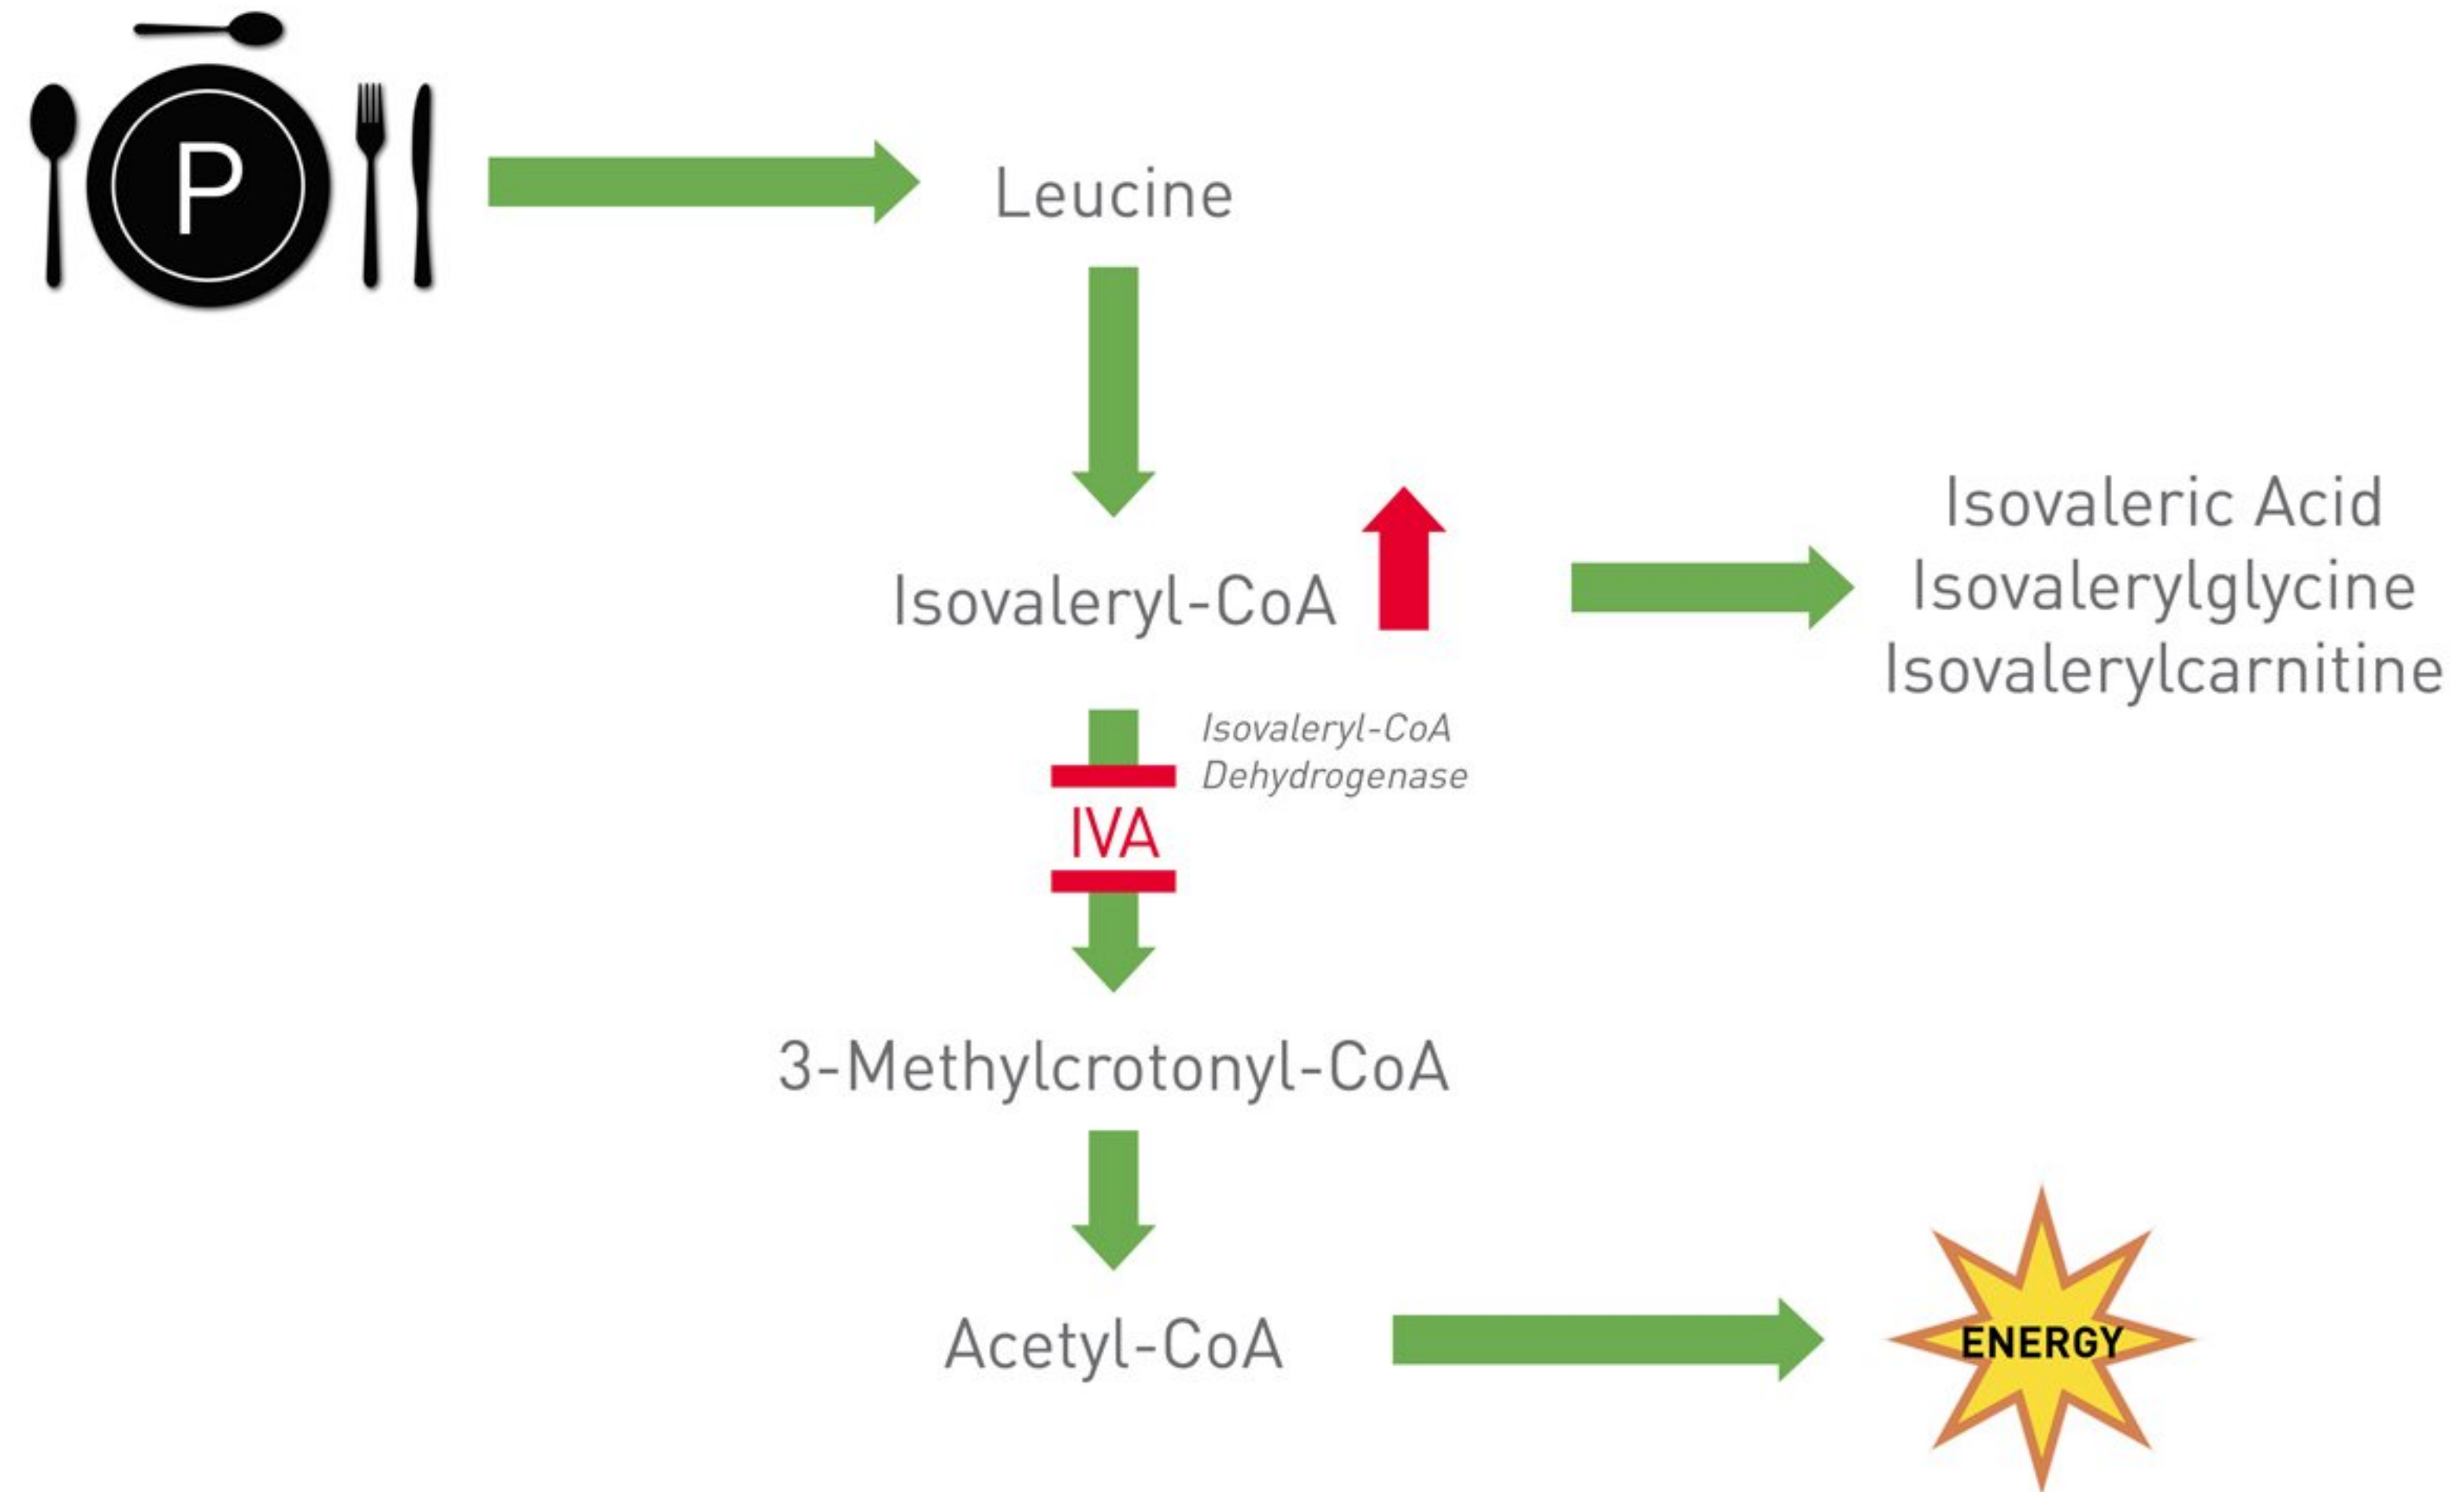 P
Leucine
Isovaleryl-CoA
Isovaleric Acid
Isovalerylglycine
Isovalerylcarnitine
Isovaleryl-CoA
Dehydrogenase
IVA
3-Methylcrotonyl-CoA
Acetyl-CoA
ENERGY